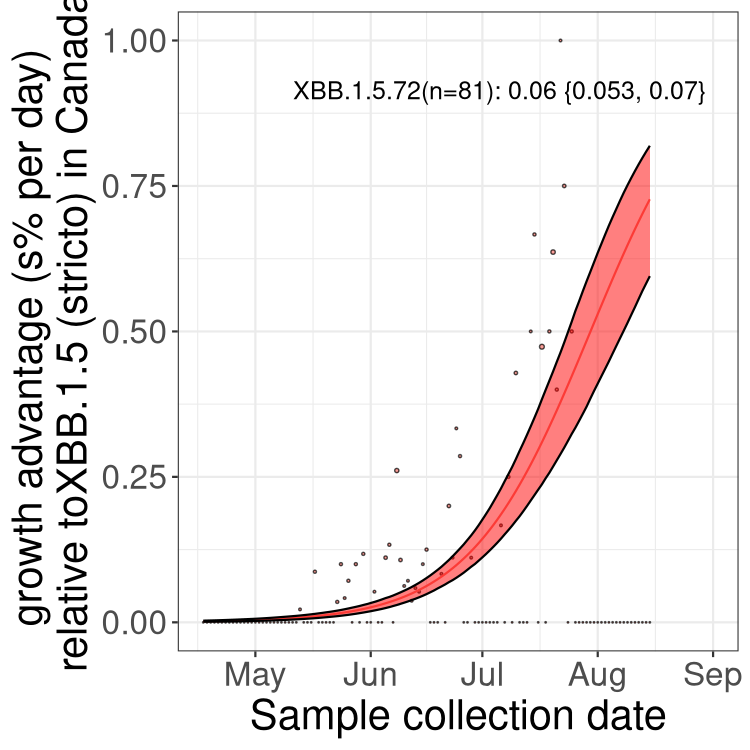 growth advantage (s% per day)
relative toXBB.1.5 (stricto) in Canada
1.00
0.75
0.50
0.25
0.00
XBB.1.5.72(n=81): 0.06 {0.053, 0.07}
May Jun Jul Aug Sep
Sample collection date